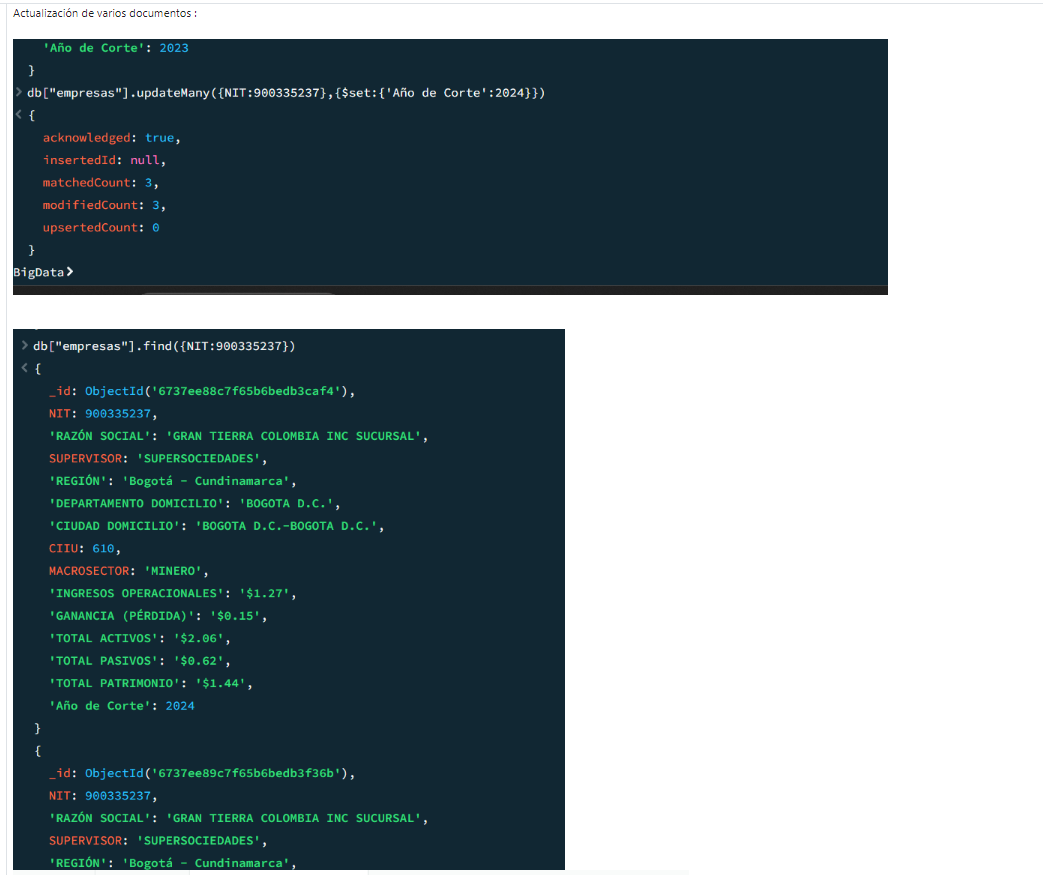 Actualización de varios documentos :
'Año de Corte': 2023
}
> db["empresas"].updateMany({NIT:900335237},{$set:{'Año de Corte':2024}})
< {
acknowledged: true,
insertedId: null,
matchedCount: 3,
modifiedCount: 3,
upsertedCount: 0
}
BigData>
> db["empresas"].find({NIT:900335237})
< {
_id: ObjectId('6737ee88c7f65b6bedb3caf4'),
NIT: 900335237,
'RAZÓN SOCIAL': 'GRAN TIERRA COLOMBIA INC SUCURSAL',
SUPERVISOR: 'SUPERSOCIEDADES',
'REGIÓN': 'Bogotá - Cundinamarca',
'DEPARTAMENTO DOMICILIO': 'BOGOTA D.C.',
'CIUDAD DOMICILIO': 'BOGOTA D.C.-BOGOTA D.C.',
CIIU: 610,
MACROSECTOR: 'MINERO',
'INGRESOS OPERACIONALES': '$1.27',
'GANANCIA (PÉRDIDA)': '$0.15',
'TOTAL ACTIVOS': '$2.06',
'TOTAL PASIVOS': '$0.62',
'TOTAL PATRIMONIO': '$1.44',
'Año de Corte': 2024
}
{
_id: ObjectId('6737ee89c7f65b6bedb3f36b'),
NIT: 900335237,
'RAZÓN SOCIAL': 'GRAN TIERRA COLOMBIA INC SUCURSAL',
SUPERVISOR: 'SUPERSOCIEDADES',
'REGIÓN': 'Bogotá - Cundinamarca',